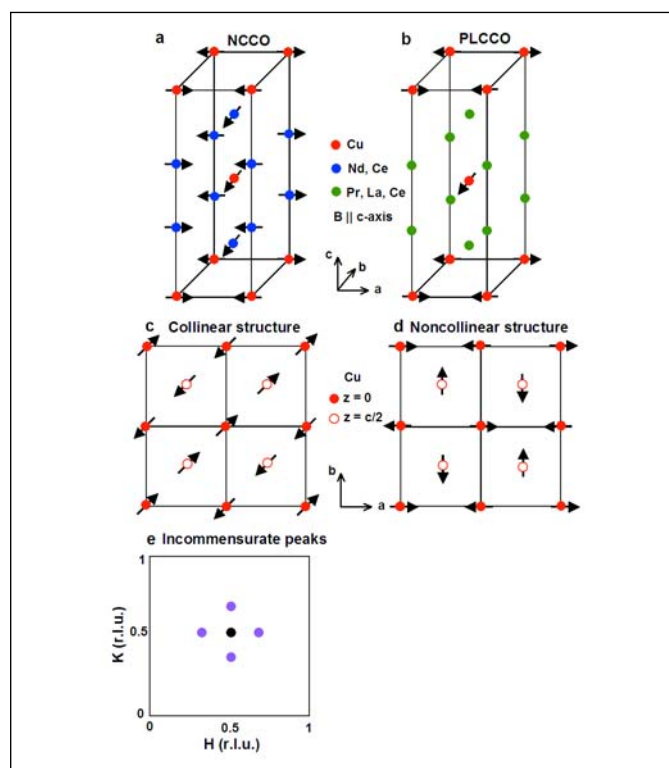 a NCCO
b PLCCO
Cu
Nd, Ce
Pr, La, Ce
B || c-axis
c
b
a
c Collinear structure
d Noncollinear structure
Cu
z = 0
z = c/2
b
a
e Incommensurate peaks
1
K (r.l.u.)
0.5
0
0 0.5 1
H (r.l.u.)